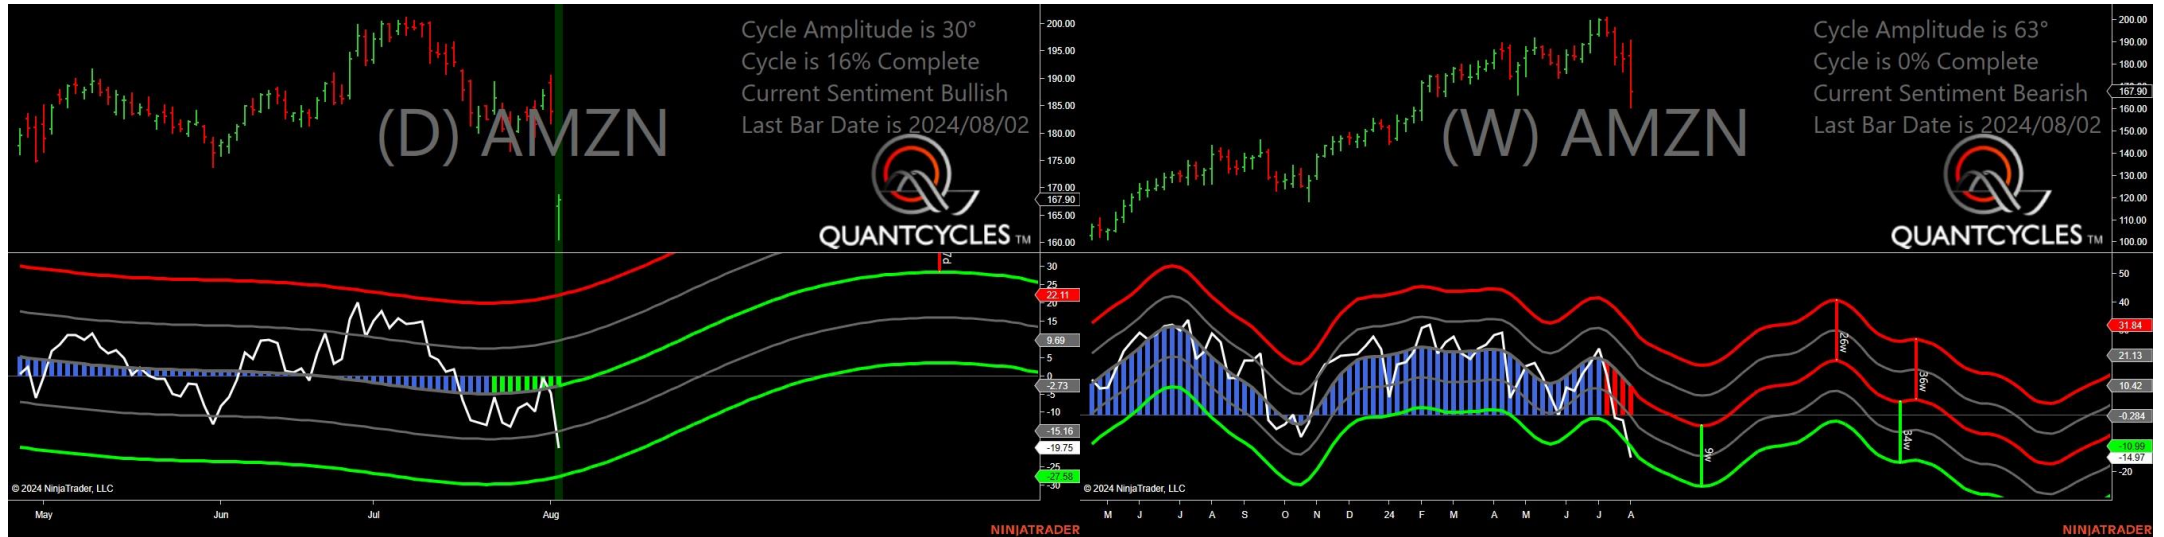 Cycle Amplitude is 30°
Cycle is 16% Complete
Current Sentiment Bullish
Last Bar Date is 2024/08/02
(D) AMZN
QUANTCYCLES TM
200.00
195.00
190.00
185.00
180.00
175.00
170.00
167.90
165.00
160.00
7d
30
25
22.11
20
15
9.69
5
0
-2.73
-5
-10
-15.16
-19.75
-25
-27.58
-30
© 2024 NinjaTrader, LLC
May Jun Jul Aug
NINJATRADER
Cycle Amplitude is 63°
Cycle is 0% Complete
Current Sentiment Bearish
Last Bar Date is 2024/08/02
(W) AMZN
QUANTCYCLES TM
200.00
190.00
180.00
167.90
160.00
150.00
140.00
130.00
120.00
110.00
100.00
26w
36w
9w
34w
50
40
31.84
21.13
10.42
-0.284
-10.99
-14.97
-20
© 2024 NinjaTrader, LLC
M J J A S O N D 24 F M A M J J A
NINJATRADER